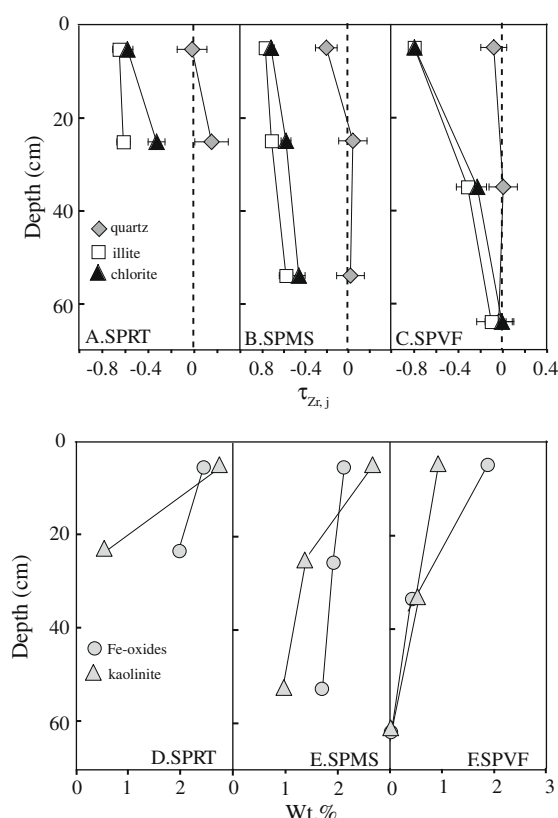 0
20
40
60
Depth (cm)
quartz
illite
chlorite
A.SPRT
B.SPMS
C.SPVF
-0.8 -0.4 0 0.8 -0.4 0 -0.8 -0.4 0 0.4
τZr, j
0
20
40
60
Depth (cm)
Fe-oxides
kaolinite
D.SPRT
E.SPMS
F.SPVF
0 1 2 0 1 2 0 1 2 3
Wt.%